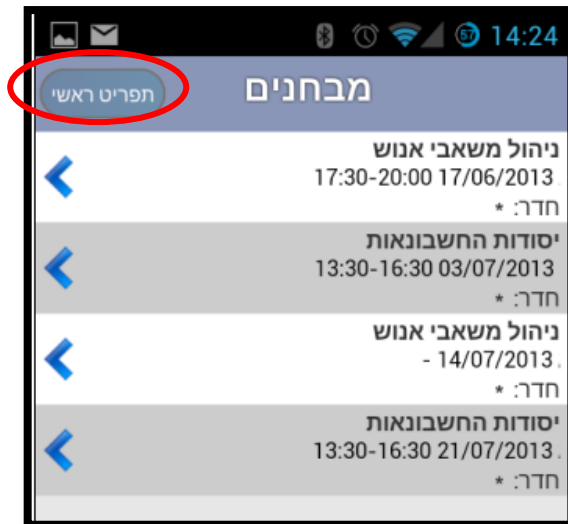 57 14:24
תפריט ראשי
מבחנים
ניהול משאבי אנוש
17:30-20:00 17/06/2013 .
חדר: *
יסודות החשבונאות
13:30-16:30 03/07/2013
חדר: *
ניהול משאבי אנוש
- 14/07/2013 .
חדר: *
יסודות החשבונאות
13:30-16:30 21/07/2013 .
חדר: *